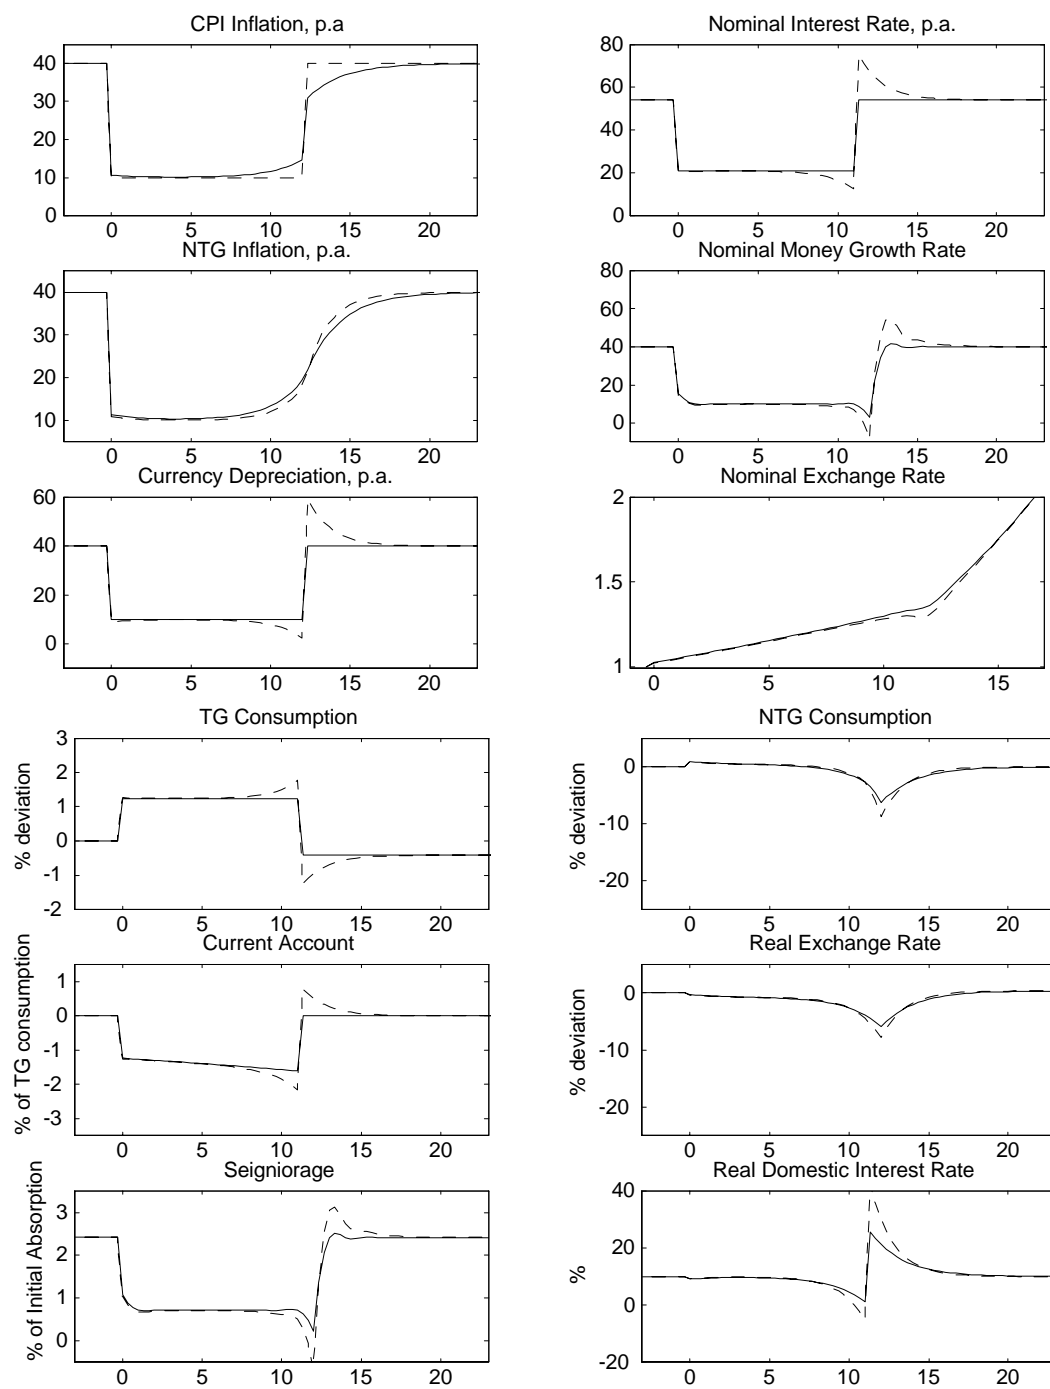 CPI Inflation, p.a
40
30
20
10
0
0 5 10 15 20
Nominal Interest Rate, p.a.
80
60
40
20
0
0 5 10 15 20
NTG Inflation, p.a.
40
30
20
10
0 5 10 15 20
Nominal Money Growth Rate
80
60
40
20
0
0 5 10 15 20
Currency Depreciation, p.a.
60
40
20
0
0 5 10 15 20
Nominal Exchange Rate
2
1.5
1
0 5 10 15
TG Consumption
% deviation
3
2
1
0
-1
-2
0 5 10 15 20
NTG Consumption
% deviation
0
-10
-20
0 5 10 15 20
Current Account
% of TG consumption
1
0
-1
-2
-3
0 5 10 15 20
Real Exchange Rate
% deviation
0
-10
-20
0 5 10 15 20
Seigniorage
% of Initial Absorption
3
2
1
0
0 5 10 15 20
Real Domestic Interest Rate
%
40
20
0
-20
0 5 10 15 20